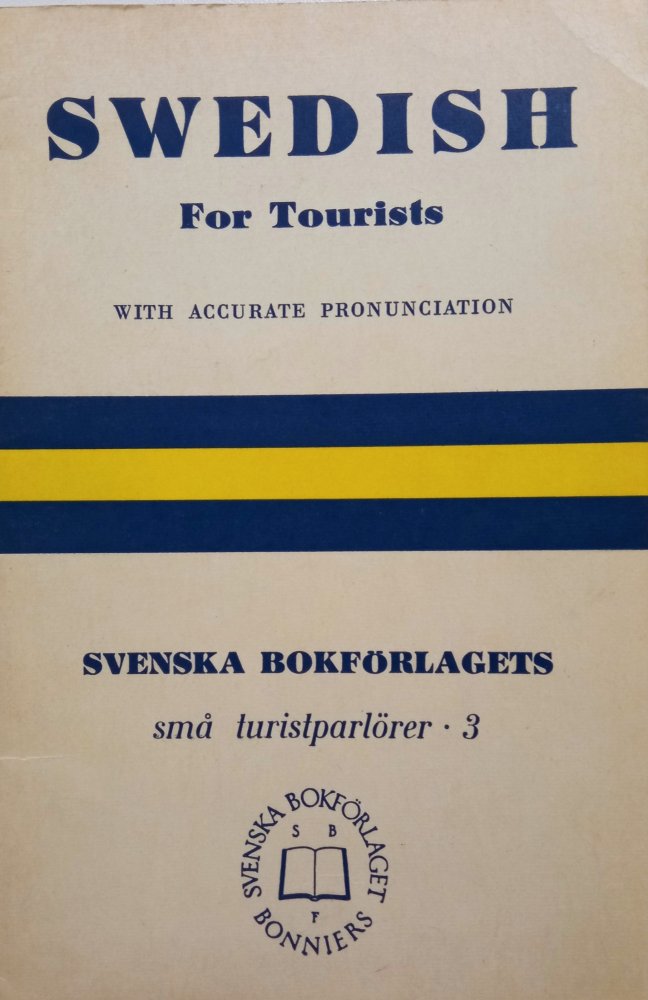 SWEDISH
For Tourists
WITH ACCURATE PRONUNCIATION
SVENSKA BOKFÖRLAGETS
små turistparlörer · 3
SVENSKA BOKFÖRLAGET
S B
F
BONNIERS